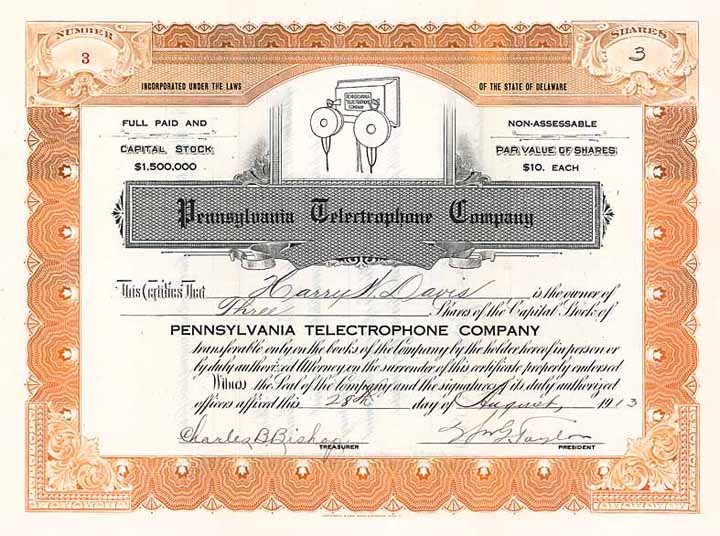 NUMBER
3
SHARES
3
INCORPORATED UNDER THE LAWS
OF THE STATE OF DELAWARE
PENNSYLVANIA
TELECTROPHONE
COMPANY
FULL PAID AND
NON-ASSESSABLE
CAPITAL STOCK
PAR VALUE OF SHARES
$1,500,000
$10. EACH
Pennsylvania Telectrophone Company
This Certifies That Harry N. Davis is the owner of
Three Shares of the Capital Stock of
PENNSYLVANIA TELECTROPHONE COMPANY
transferable only on the books of the Company by the holder hereof in person or
by duly authorized Attorney on the surrender of this certificate properly endorsed
Witness the Seal of the Company and the signatures of its duly authorized
officers affixed this 28th day of August, 1913
Charles B. Bishop
Taylor
TREASURER
PRESIDENT